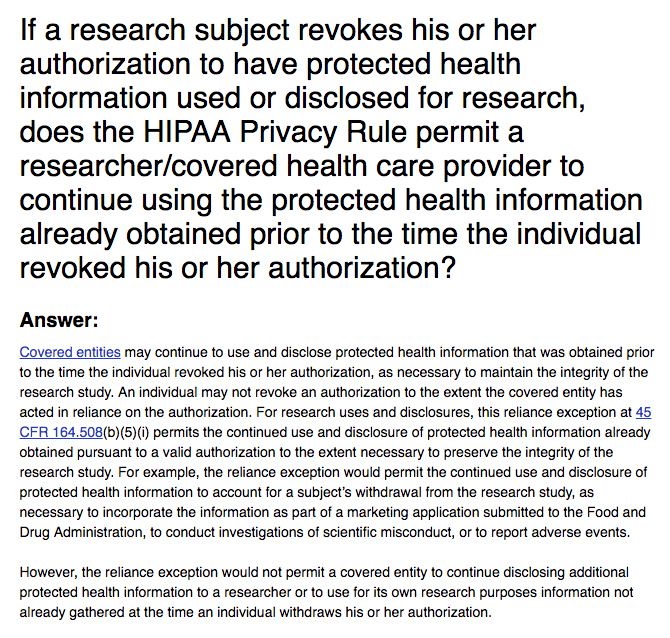 If a research subject revokes his or her
authorization to have protected health
information used or disclosed for research,
does the HIPAA Privacy Rule permit a
researcher/covered health care provider to
continue using the protected health information
already obtained prior to the time the individual
revoked his or her authorization?
Answer:
Covered entities may continue to use and disclose protected health information that was obtained prior
to the time the individual revoked his or her authorization, as necessary to maintain the integrity of the
research study. An individual may not revoke an authorization to the extent the covered entity has
acted in reliance on the authorization. For research uses and disclosures, this reliance exception at 45
CFR 164.508(b)(5)(i) permits the continued use and disclosure of protected health information already
obtained pursuant to a valid authorization to the extent necessary to preserve the integrity of the
research study. For example, the reliance exception would permit the continued use and disclosure of
protected health information to account for a subject’s withdrawal from the research study, as
necessary to incorporate the information as part of a marketing application submitted to the Food and
Drug Administration, to conduct investigations of scientific misconduct, or to report adverse events.
However, the reliance exception would not permit a covered entity to continue disclosing additional
protected health information to a researcher or to use for its own research purposes information not
already gathered at the time an individual withdraws his or her authorization.